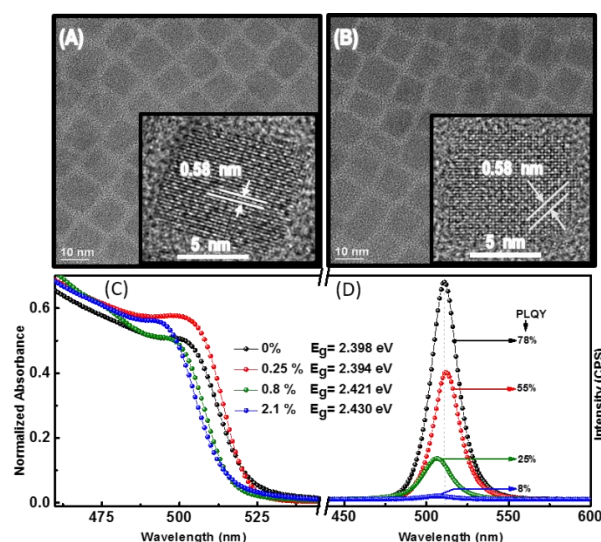 (A)
0.58 nm
5 nm
10 nm
(B)
0.58 nm
5 nm
10 nm
(C)
Normalized Absorbance
0.6
0.4
0.2
0.0
0% Eg= 2.398 eV
0.25 % Eg= 2.394 eV
0.8 % Eg= 2.421 eV
2.1 % Eg= 2.430 eV
475 500 525
Wavelength (nm)
(D)
PLQY
78%
55%
25%
8%
Intensity (CPS)
450 500 550 600
Wavelength (nm)